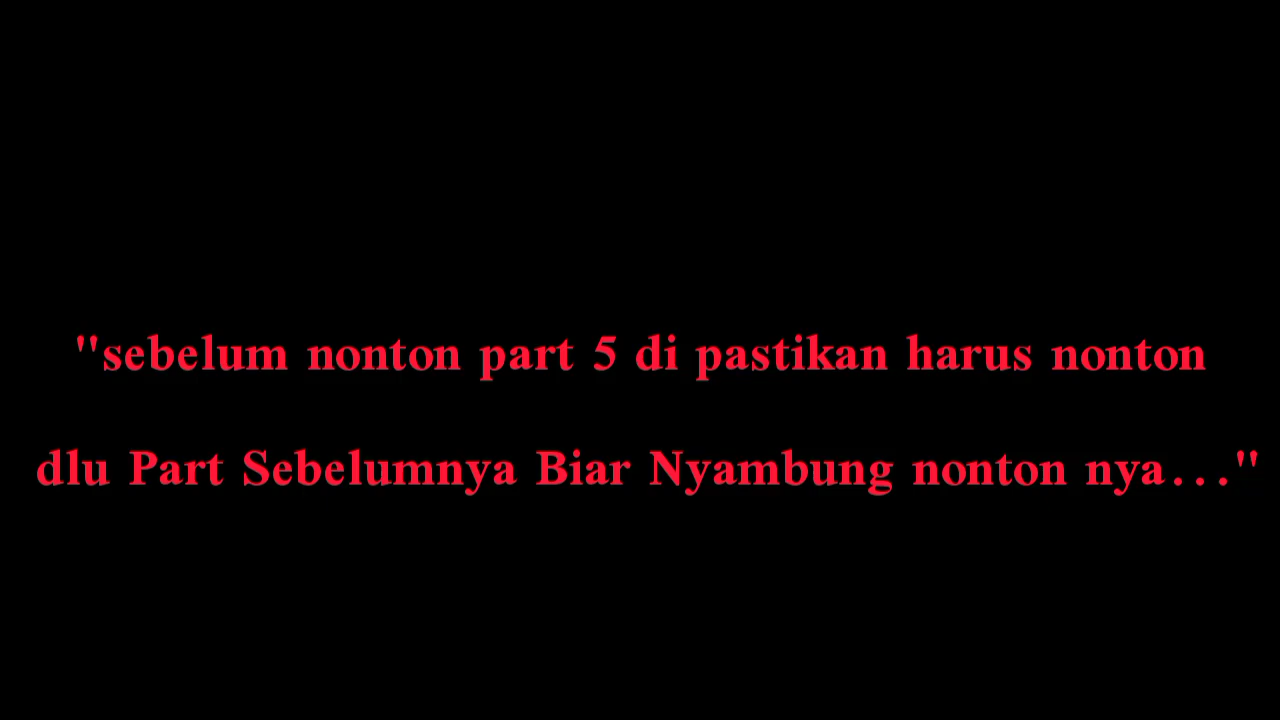 "sebelum nonton part 5 di pastikan harus nonton
dlu Part Sebelumnya Biar Nyambung nonton nya..."